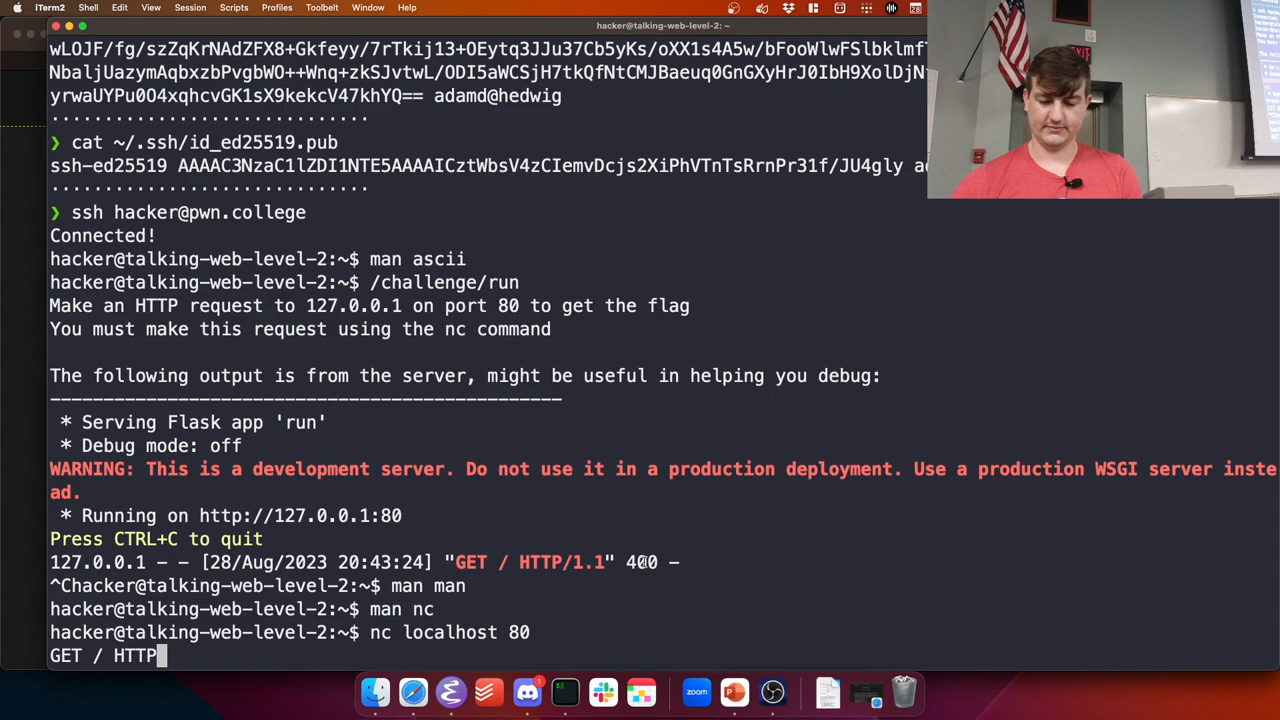 iTerm2 Shell Edit View Session Scripts Profiles Toolbelt Window Help
hacker@talking-web-level-2: ~
wLOJF/fg/szZqKrNAdZFX8+Gkfeyy/7rTkij13+OEytq3JJus7Cb5yKs/oXX1s4A5w/bFooWlwFSlbklmf
NbaljUazymAqbxzbPvgbWO++Wnq+zkSJvtwL/ODI5aWCSjH7tkQfNtCMJBaeuq0GnGXyHrJ0IbH9XolDjN
yrwaUYPu0O4xqhcvGK1sX9kekcV47khYQ== adamd@hedwig
❯ cat ~/.ssh/id_ed25519.pub
ssh-ed25519 AAAAC3NzaC1lZDI1NTE5AAAAICztWbsV4zCIemvDcjs2XiPhVTnTsRrnPr31f/JU4gly a
❯ ssh hacker@pwn.college
Connected!
hacker@talking-web-level-2:~$ man ascii
hacker@talking-web-level-2:~$ /challenge/run
Make an HTTP request to 127.0.0.1 on port 80 to get the flag
You must make this request using the nc command
The following output is from the server, might be useful in helping you debug:
* Serving Flask app 'run'
* Debug mode: off
WARNING: This is a development server. Do not use it in a production deployment. Use a production WSGI server inste
ad.
* Running on http://127.0.0.1:80
Press CTRL+C to quit
127.0.0.1 - - [28/Aug/2023 20:43:24] "GET / HTTP/1.1" 400 -
^Chacker@talking-web-level-2:~$ man man
hacker@talking-web-level-2:~$ man nc
hacker@talking-web-level-2:~$ nc localhost 80
GET / HTTP
EXIT
zoom